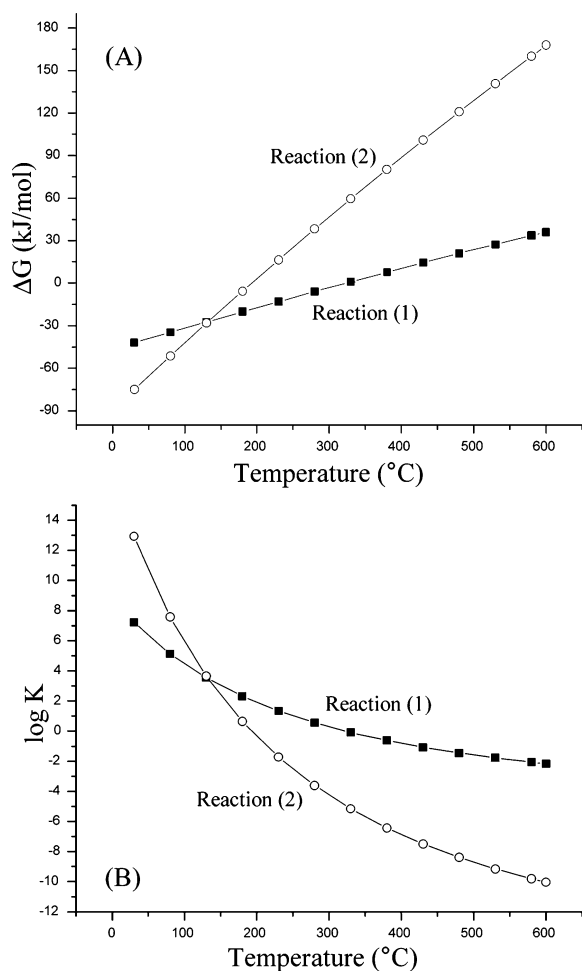 (A)
180
150
120
90
60
30
0
-30
-60
-90
ΔG (kJ/mol)
Reaction (2)
Reaction (1)
0 100 200 300 400 500 600
Temperature (°C)
14
12
10
8
6
4
2
0
-2
-4
-6
-8
-10
-12
log K
Reaction (1)
Reaction (2)
(B)
0 100 200 300 400 500 600
Temperature (°C)